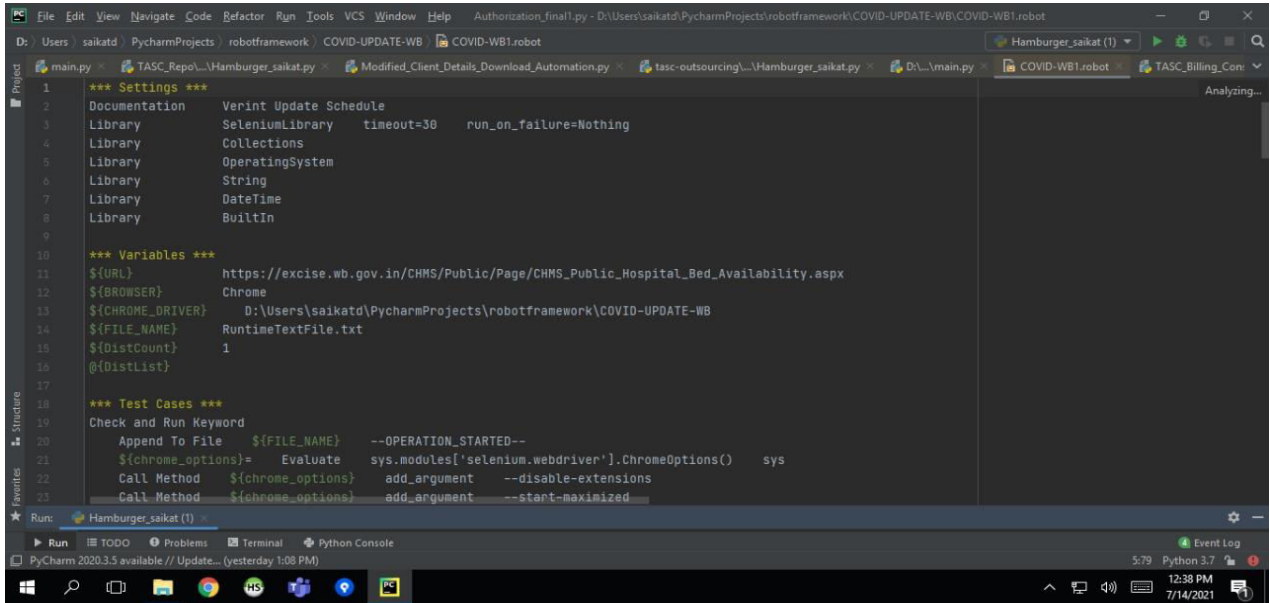 File Edit View Navigate Code Refactor Run Tools VCS Window Help Authorization_final1.py - D:\Users\saikatd\PycharmProjects\robotframework\COVID-UPDATE-WB\COVID-WB1.robot
D: Users saikatd PycharmProjects robotframework COVID-UPDATE-WB COVID-WB1.robot Hamburger_saikat (1)
main.py TASC_Repo\...\Hamburger_saikat.py Modified_Client_Details_Download_Automation.py tasc-outsourcing\...\Hamburger_saikat.py D:\...\main.py COVID-WB1.robot TASC_Billing_Con
Project
1 *** Settings *** Analyzing...
2 Documentation Verint Update Schedule
3 Library SeleniumLibrary timeout=30 run_on_failure=Nothing
4 Library Collections
5 Library OperatingSystem
6 Library String
7 Library DateTime
8 Library BuiltIn
9
10 *** Variables ***
11 ${URL} https://excise.wb.gov.in/CHMS/Public/Page/CHMS_Public_Hospital_Bed_Availability.aspx
12 ${BROWSER} Chrome
13 ${CHROME_DRIVER} D:\Users\saikatd\PycharmProjects\robotframework\COVID-UPDATE-WB
14 ${FILE_NAME} RuntimeTextFile.txt
15 ${DistCount} 1
16 @{DistList}
17
18 *** Test Cases ***
19 Check and Run Keyword
20 Append To File ${FILE_NAME} --OPERATION_STARTED--
21 ${chrome_options}= Evaluate sys.modules['selenium.webdriver'].ChromeOptions() sys
22 Call Method ${chrome_options} add_argument --disable-extensions
23 Call Method ${chrome_options} add_argument --start-maximized
Structure
Favorites
Run: Hamburger_saikat (1)
Run TODO Problems Terminal Python Console 4 Event Log
PyCharm 2020.3.5 available // Update... (yesterday 1:08 PM) 5:79 Python 3.7
HS PC 12:38 PM
7/14/2021 1